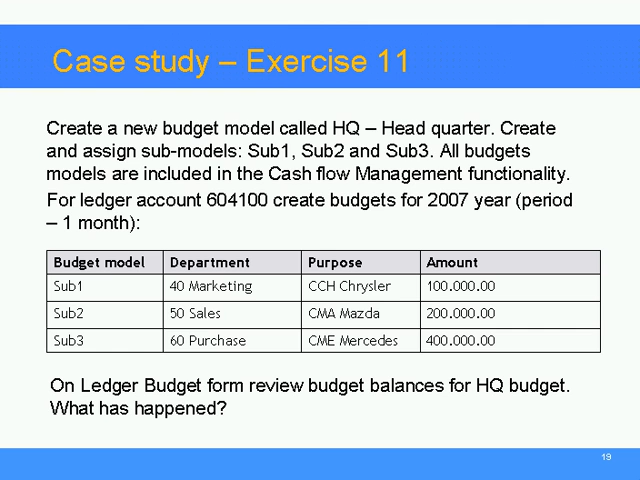 Case study – Exercise 11
Create a new budget model called HQ – Head quarter. Create
and assign sub-models: Sub1, Sub2 and Sub3. All budgets
models are included in the Cash flow Management functionality.
For ledger account 604100 create budgets for 2007 year (period
– 1 month):
Budget model Department Purpose Amount
Sub1 40 Marketing CCH Chrysler 100.000.00
Sub2 50 Sales CMA Mazda 200.000.00
Sub3 60 Purchase CME Mercedes 400.000.00
On Ledger Budget form review budget balances for HQ budget.
What has happened?
19